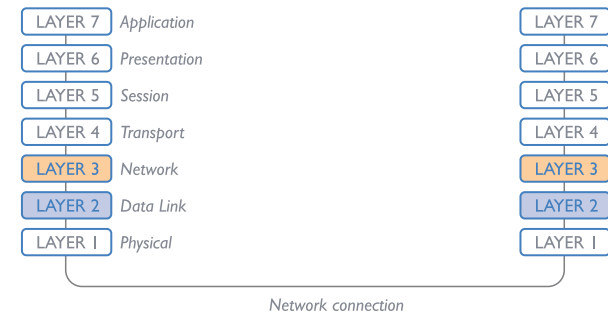 LAYER 7 Application LAYER 7
LAYER 6 Presentation LAYER 6
LAYER 5 Session LAYER 5
LAYER 4 Transport LAYER 4
LAYER 3 Network LAYER 3
LAYER 2 Data Link LAYER 2
LAYER 1 Physical LAYER 1
Network connection